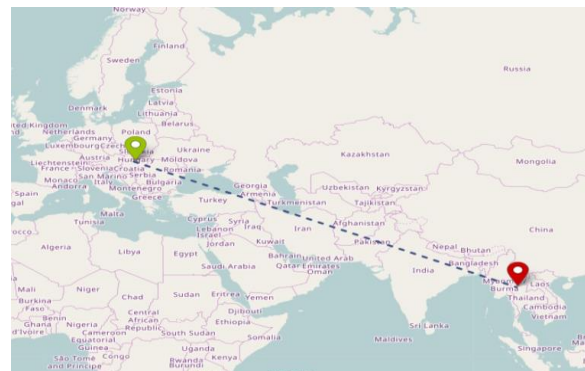 Norway
Finland
Sweden
Russia
Estonia
Latvia
Lithuania
Denmark
Belarus
Kingdom
Netherlands
Poland
Germany
Luxembourg
Ukraine
Austria
Kazakhstan
Mongolia
Liechtenstein
Hungary
Moldova
France
Slovenia
Croatia
Romania
San Marino
Serbia
Monaco
Italy
Bulgaria
Georgia
Uzbekistan
Kyrgyzstan
Andorra
Montenegro
Armenia
Spain
Greece
Turkey
Turkmenistan
Tajikistan
Malta
Cyprus
Syria
China
Tunisia
Lebanon
Iraq
Iran
Afghanistan
Israel
Jordan
Kuwait
Pakistan
Algeria
Libya
Egypt
Bahrain
United Arab
Nepal
Bhutan
Saudi Arabia
Qatar
Emirates
India
Bangladesh
Oman
Laos
Mali
Niger
Burma
Chad
Sudan
Eritrea
Yemen
Thailand
Burkina
Faso
Djibouti
Cambodia
Benin
Nigeria
Central
African
Republic
Ethiopia
Vietnam
Ghana
South Sudan
Sri Lanka
Cameroon
Somalia
Maldives
Equatorial
Guinea
Uganda
Singapore
São Tomé
and Príncipe
Congo
Kenya
Rwanda
Burundi